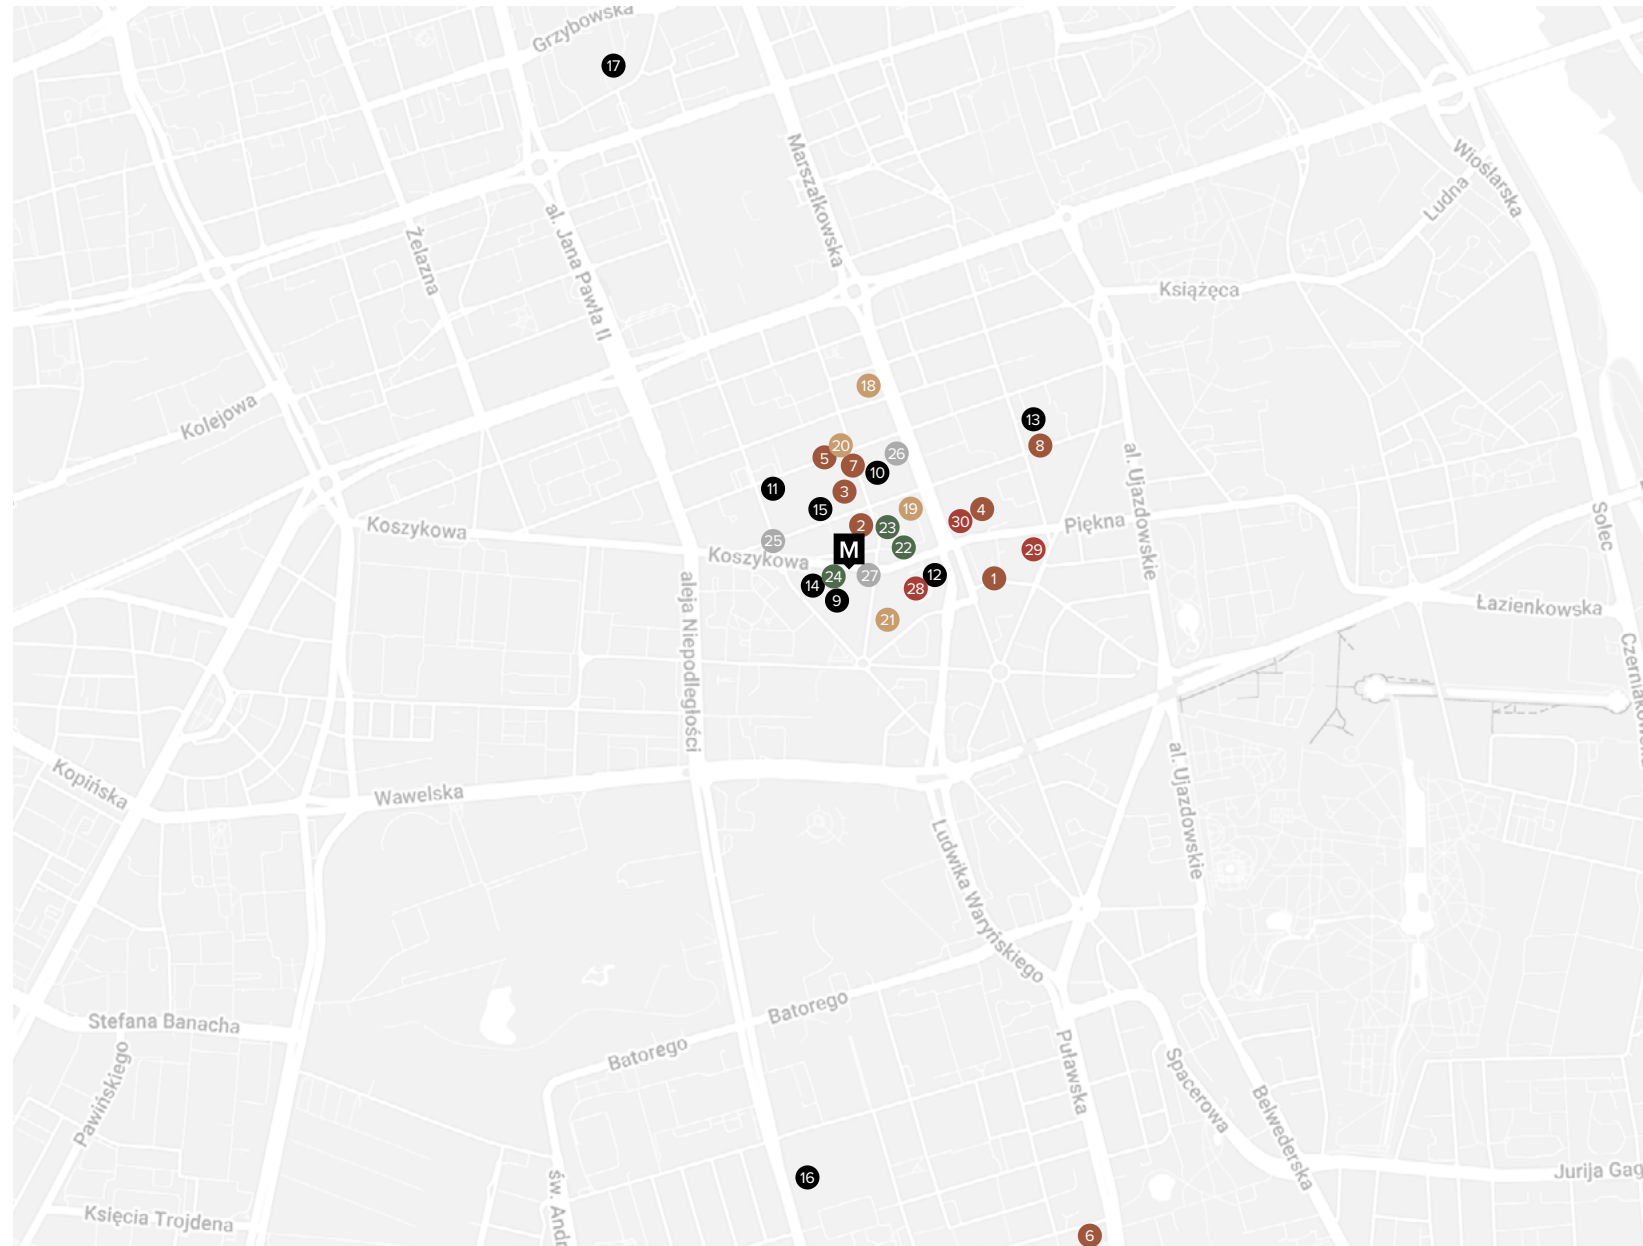 Grzybowska
17
Marszałkowska
Wioślarska
Ludna
al. Jana Pawła II
Żelazna
Książęca
18
Kolejowa
13
20
8
26
5
7
10
al. Ujazdowskie
11
3
15
19
4
Solec
30
Piękna
2
23
Koszykowa
25
22
M
29
Koszykowa
24
27
12
14
1
28
9
Łazienkowska
21
aleja Niepodległości
Kopińska
Wawelska
al. Ujazdowskie
Ludwika Waryńskiego
Batorego
Stefana Banacha
Batorego
Pawińskiego
Puławska
Spacerowa
Belwederska
16
Jurija Gag
św. Andr
Księcia Trojdena
6